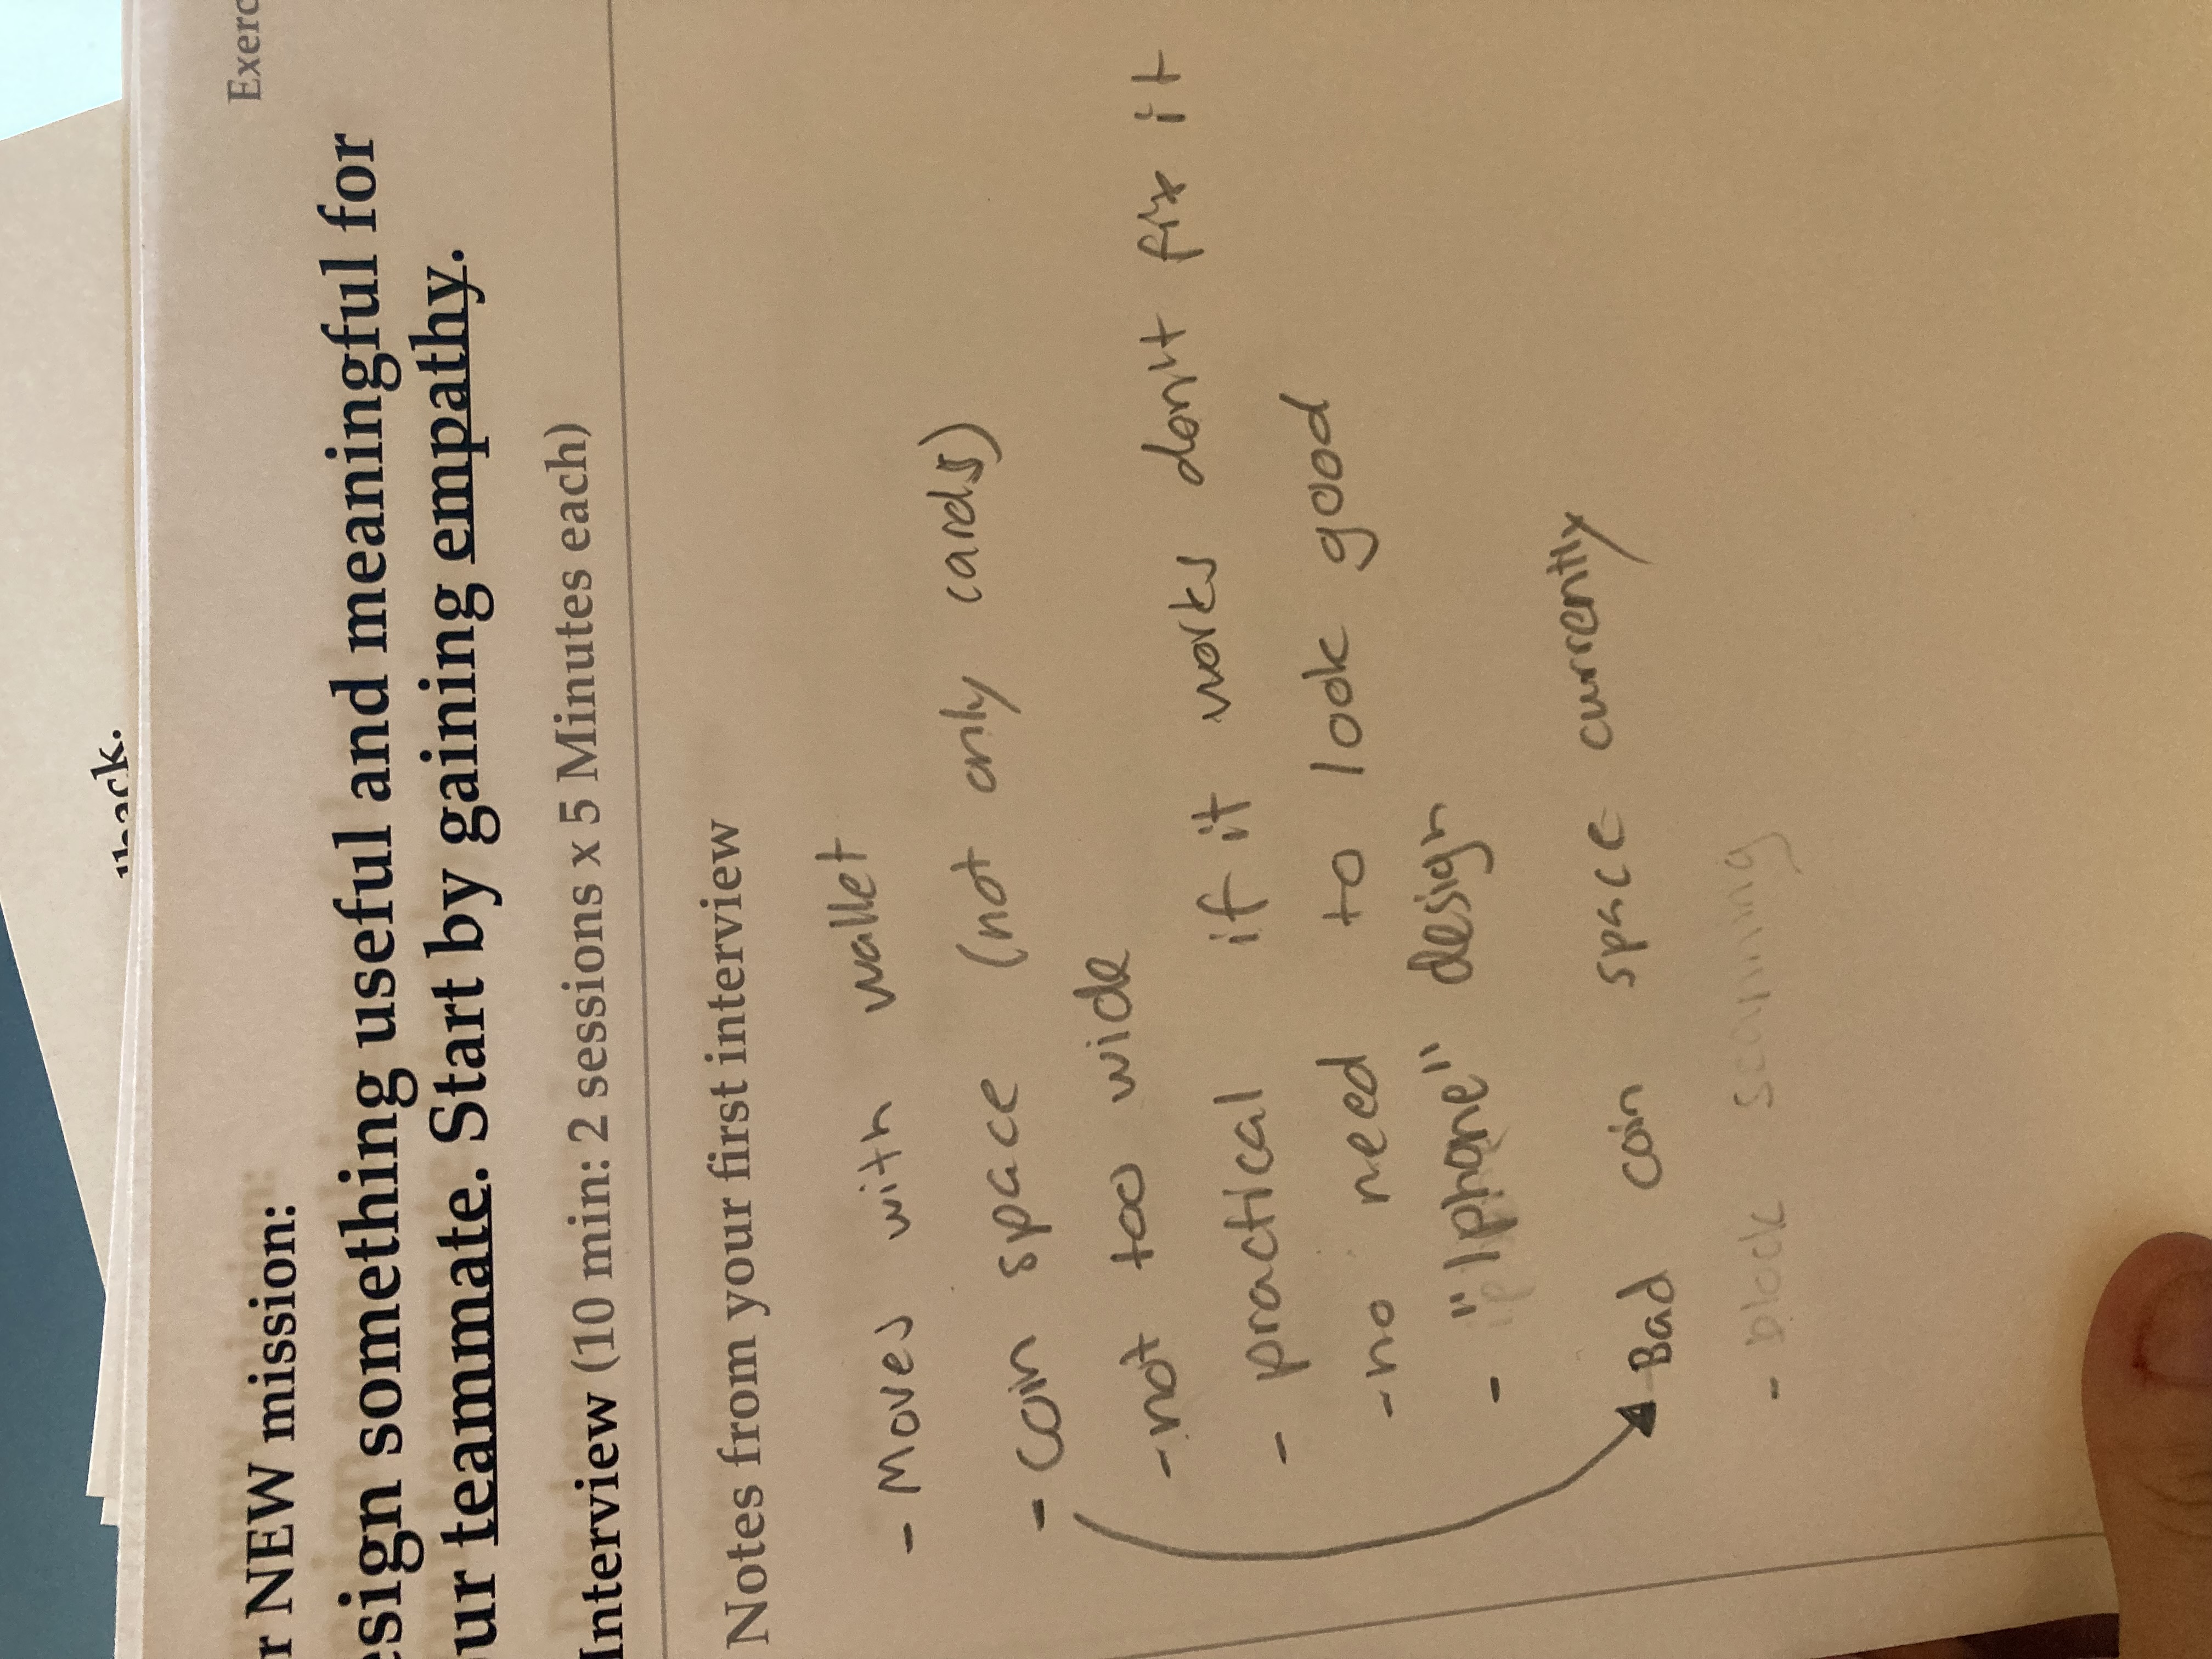 r NEW mission:
Exerc
esign something useful and meaningful for
ur teammate. Start by gaining empathy.
Interview (10 min: 2 sessions x 5 Minutes each)
Notes from your first interview
- Moves with wallet
- coin space (not only cards)
- not too wide
- practical if it works don't fix it
- no need to look good
- "Iphone" design
Bad coin space currently
- block scanning